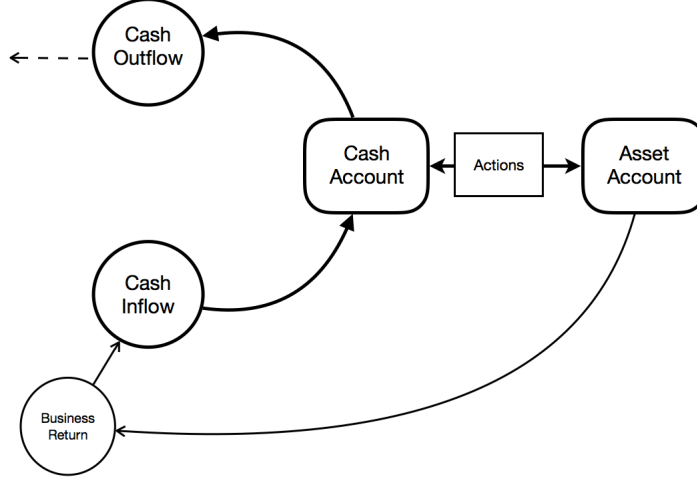 Cash
Outflow
Cash
Account
Actions
Asset
Account
Cash
Inflow
Business
Return